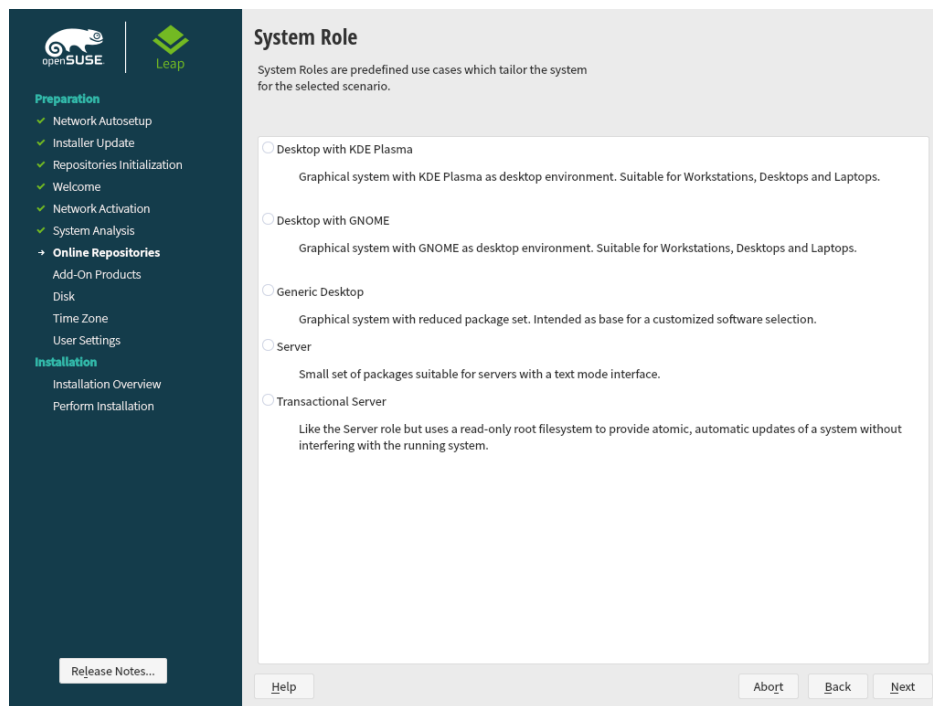 openSUSE
Leap
Preparation
Network Autosetup
Installer Update
Repositories Initialization
Welcome
Network Activation
System Analysis
Online Repositories
Add-On Products
Disk
Time Zone
User Settings
Installation
Installation Overview
Perform Installation
Release Notes...
System Role
System Roles are predefined use cases which tailor the system
for the selected scenario.
Desktop with KDE Plasma
Graphical system with KDE Plasma as desktop environment. Suitable for Workstations, Desktops and Laptops.
Desktop with GNOME
Graphical system with GNOME as desktop environment. Suitable for Workstations, Desktops and Laptops.
Generic Desktop
Graphical system with reduced package set. Intended as base for a customized software selection.
Server
Small set of packages suitable for servers with a text mode interface.
Transactional Server
Like the Server role but uses a read-only root filesystem to provide atomic, automatic updates of a system without
interfering with the running system.
Help
Abort
Back
Next